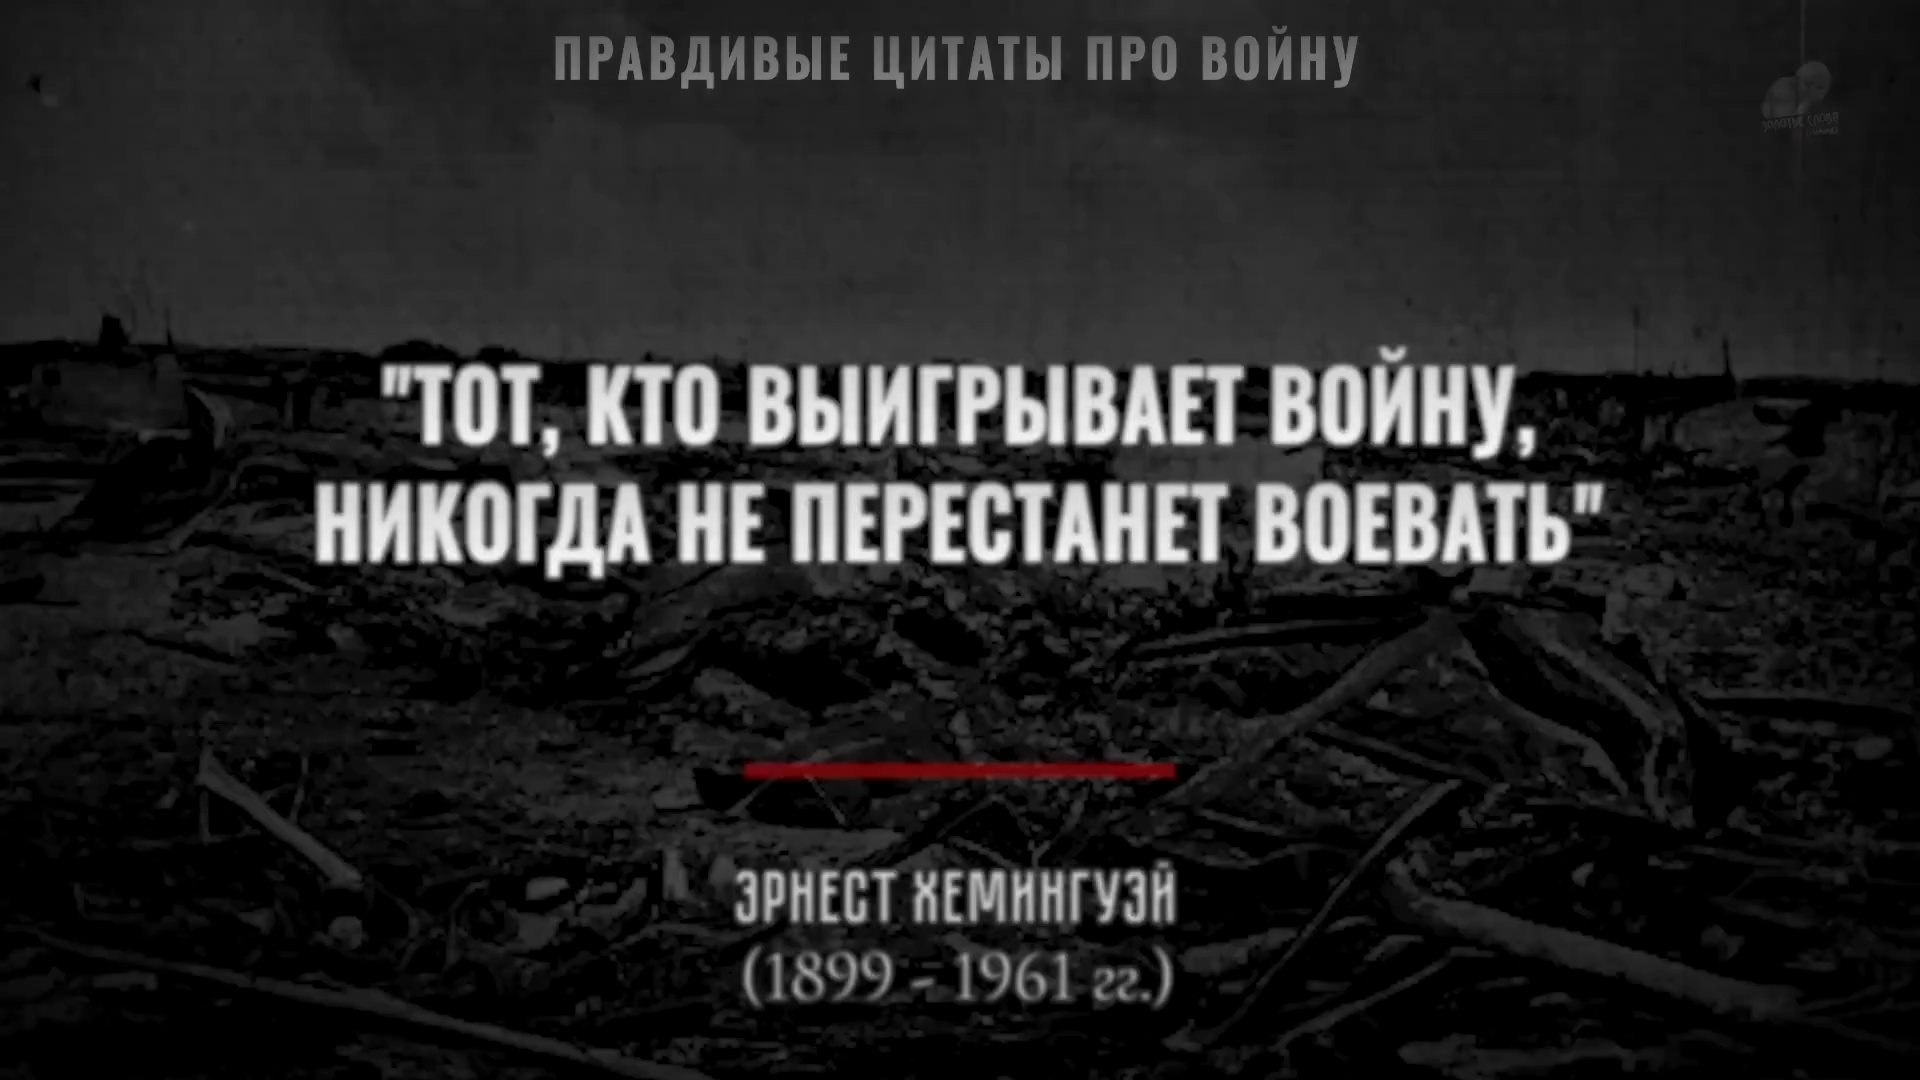 ПРАВДИВЫЕ ЦИТАТЫ ПРО ВОЙНУ
"ТОТ, КТО ВЫИГРЫВАЕТ ВОЙНУ,
НИКОГДА НЕ ПЕРЕСТАНЕТ ВОЕВАТЬ"
ЭРНЕСТ ХЕМИНГУЭЙ
(1899 - 1961 гг.)